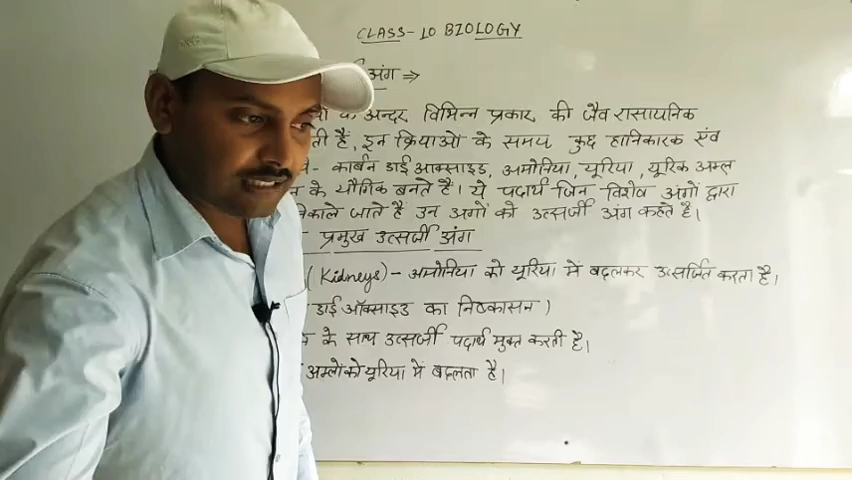 CLASS-10 BIOLOGY
अंग ⇒
के अन्दर विभिन्न प्रकार की जैव रासायनिक
हैं, इन क्रियाओं के समय कुछ हानिकारक एंव
- कार्बन डाई आक्साइड, अमोनिया, यूरिया, यूरिक अम्ल
के यौगिक बनते है। ये पदार्थ जिन विशेष अंगों द्वारा
निकाले जाते है उन अगों को उत्सर्जी अंग कहते है।
प्रमुख उत्सर्जी अंग
(Kidneys) - अमोनिया को यूरिया में बदलकर उत्सर्जित करता है।
डाई ऑक्साइड का निष्कासन)
के साथ उत्सर्जी पदार्थ मुक्त करती है।
अम्लों को यूरिया में बदलता है।